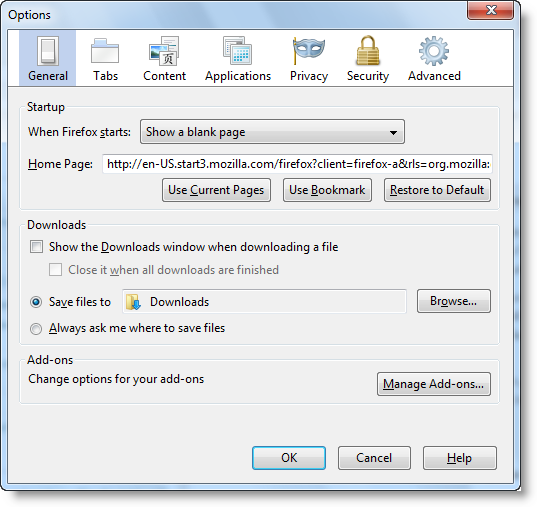 Options
General Tabs Content Applications Privacy Security Advanced
Startup
When Firefox starts: Show a blank page
Home Page: http://en-US.start3.mozilla.com/firefox?client=firefox-a&rls=org.mozilla:
Use Current Pages Use Bookmark Restore to Default
Downloads
Show the Downloads window when downloading a file
Close it when all downloads are finished
Save files to Downloads Browse...
Always ask me where to save files
Add-ons
Change options for your add-ons
Manage Add-ons...
OK Cancel Help